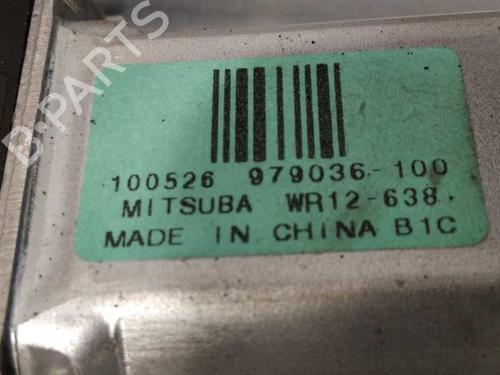 B-PARTS
100526 979036-100
MITSUBA WR12-638
MADE IN CHINA B1C